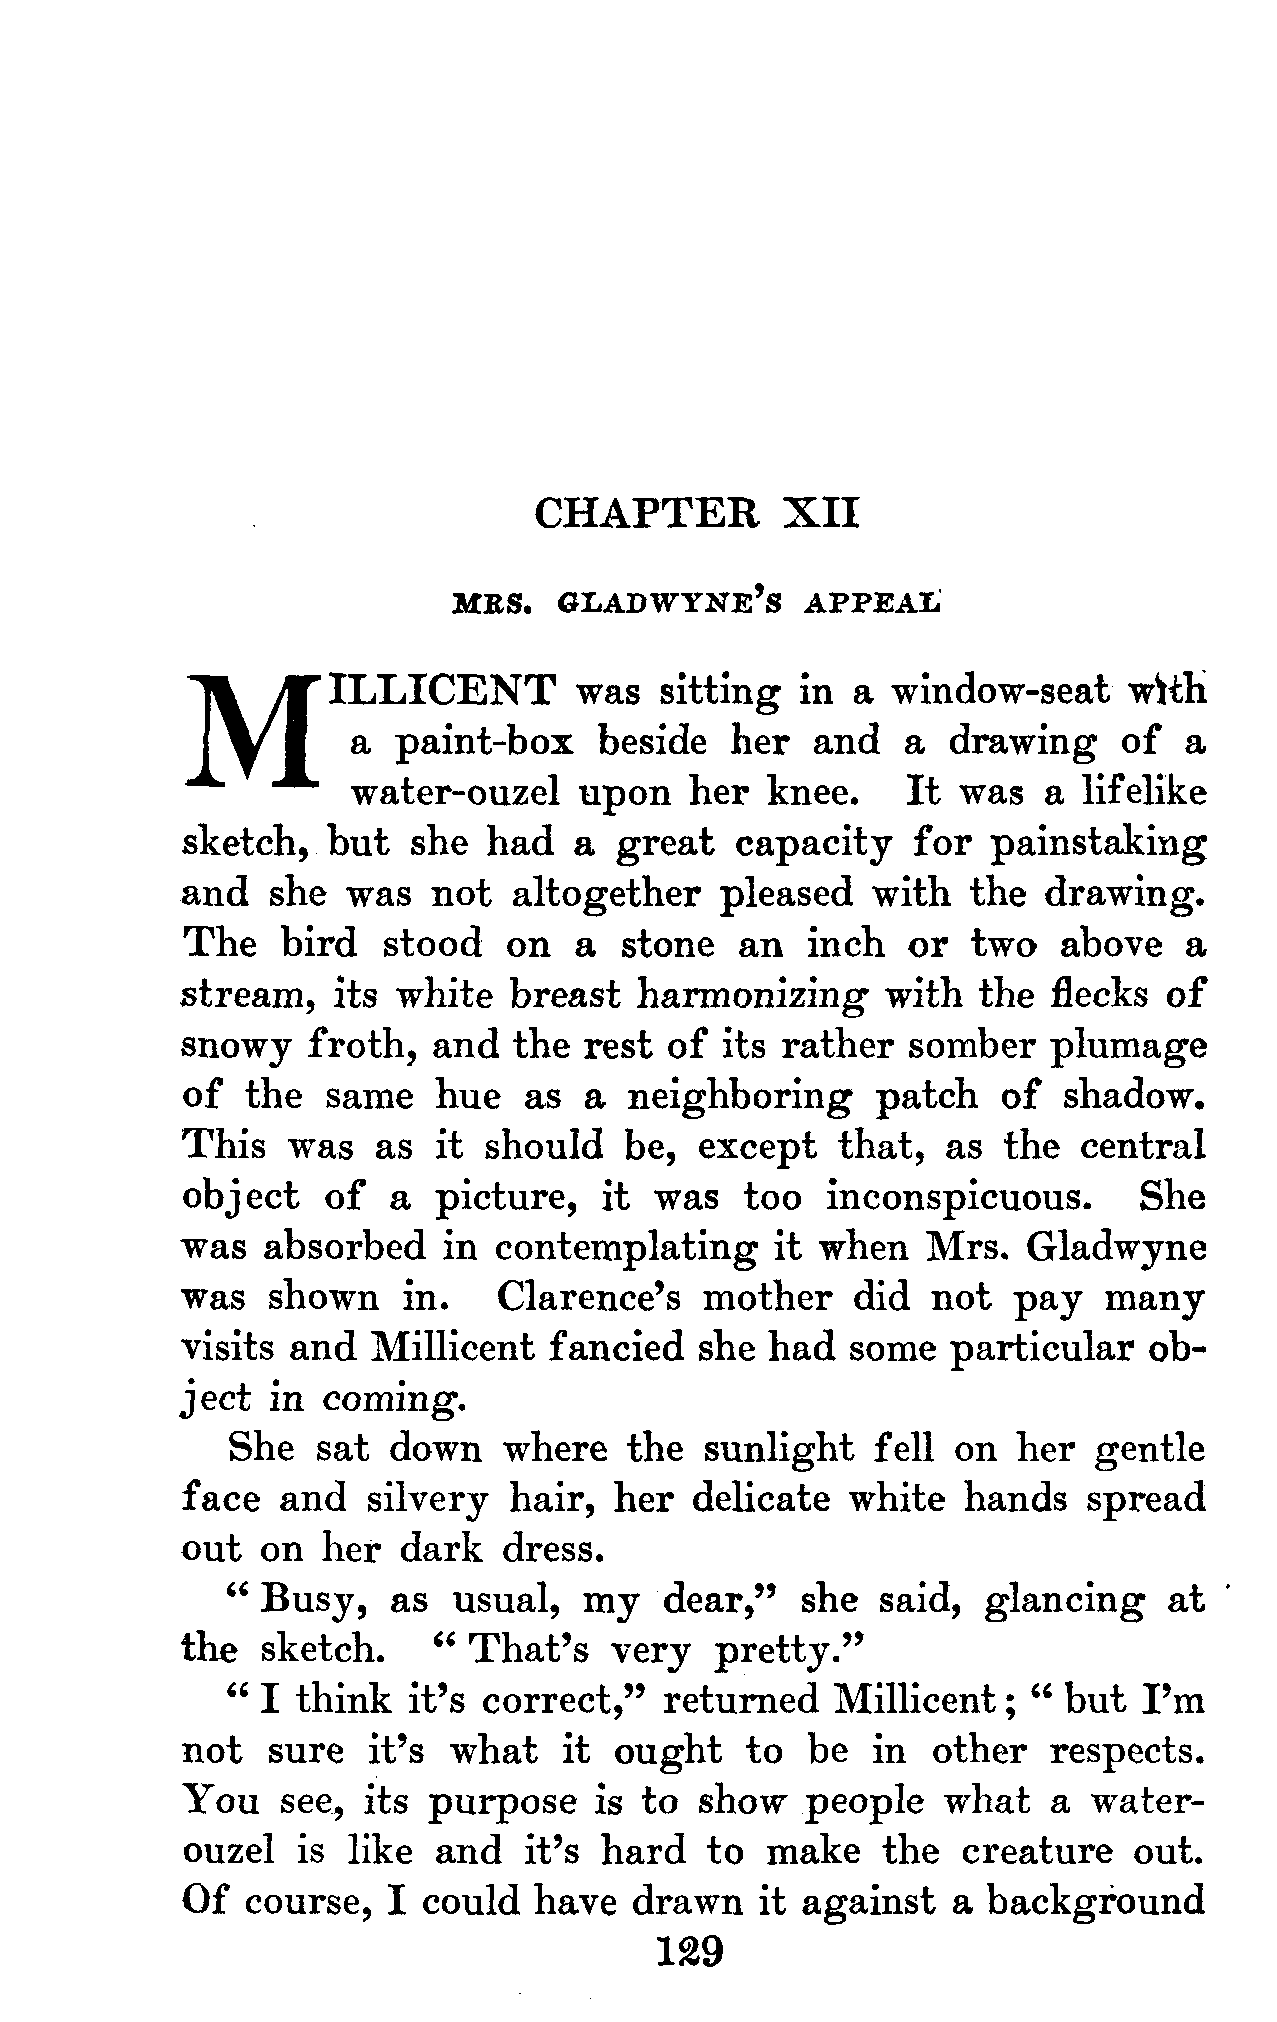 CHAPTER XII
MRS. GLADWYNE'S APPEAL
MILLICENT was sitting in a window-seat with
a paint-box beside her and a drawing of a
water-ouzel upon her knee. It was a lifelike
sketch, but she had a great capacity for painstaking
and she was not altogether pleased with the drawing.
The bird stood on a stone an inch or two above a
stream, its white breast harmonizing with the flecks of
snowy froth, and the rest of its rather somber plumage
of the same hue as a neighboring patch of shadow.
This was as it should be, except that, as the central
object of a picture, it was too inconspicuous. She
was absorbed in contemplating it when Mrs. Gladwyne
was shown in. Clarence's mother did not pay many
visits and Millicent fancied she had some particular ob-
ject in coming.
She sat down where the sunlight fell on her gentle
face and silvery hair, her delicate white hands spread
out on her dark dress.
" Busy, as usual, my dear," she said, glancing at
the sketch. " That's very pretty."
" I think it's correct," returned Millicent; " but I'm
not sure it's what it ought to be in other respects.
You see, its purpose is to show people what a water-
ouzel is like and it's hard to make the creature out.
Of course, I could have drawn it against a background
129